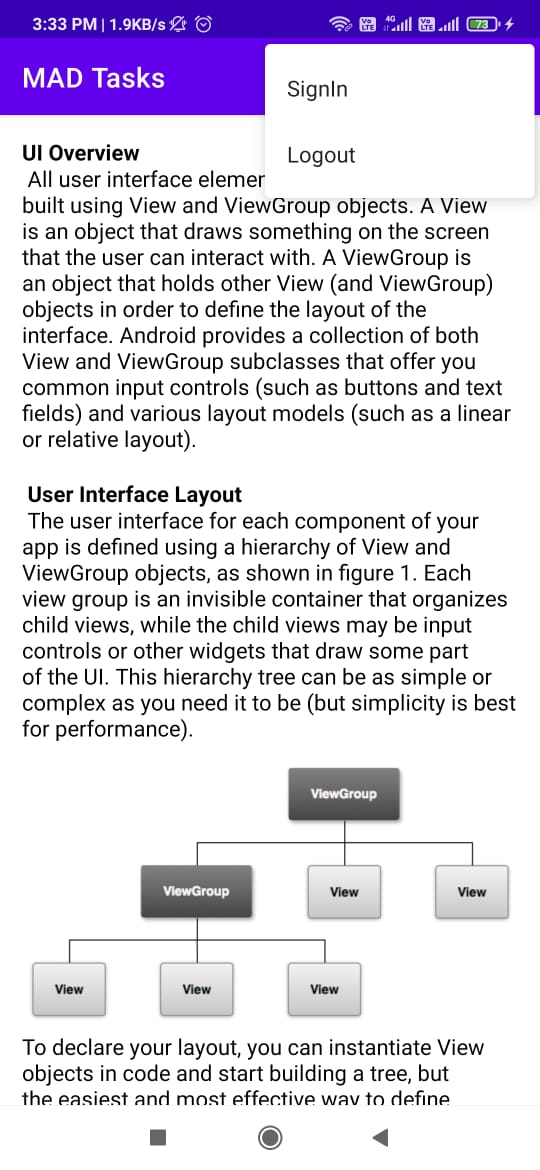 3:33 PM | 1.9KB/s
Vo LTE 4G Vo LTE 73
MAD Tasks
SignIn
Logout
UI Overview
All user interface elemer
built using View and ViewGroup objects. A View
is an object that draws something on the screen
that the user can interact with. A ViewGroup is
an object that holds other View (and ViewGroup)
objects in order to define the layout of the
interface. Android provides a collection of both
View and ViewGroup subclasses that offer you
common input controls (such as buttons and text
fields) and various layout models (such as a linear
or relative layout).
User Interface Layout
The user interface for each component of your
app is defined using a hierarchy of View and
ViewGroup objects, as shown in figure 1. Each
view group is an invisible container that organizes
child views, while the child views may be input
controls or other widgets that draw some part
of the UI. This hierarchy tree can be as simple or
complex as you need it to be (but simplicity is best
for performance).
ViewGroup
ViewGroup View View
View View View
To declare your layout, you can instantiate View
objects in code and start building a tree, but
the easiest and most effective way to define